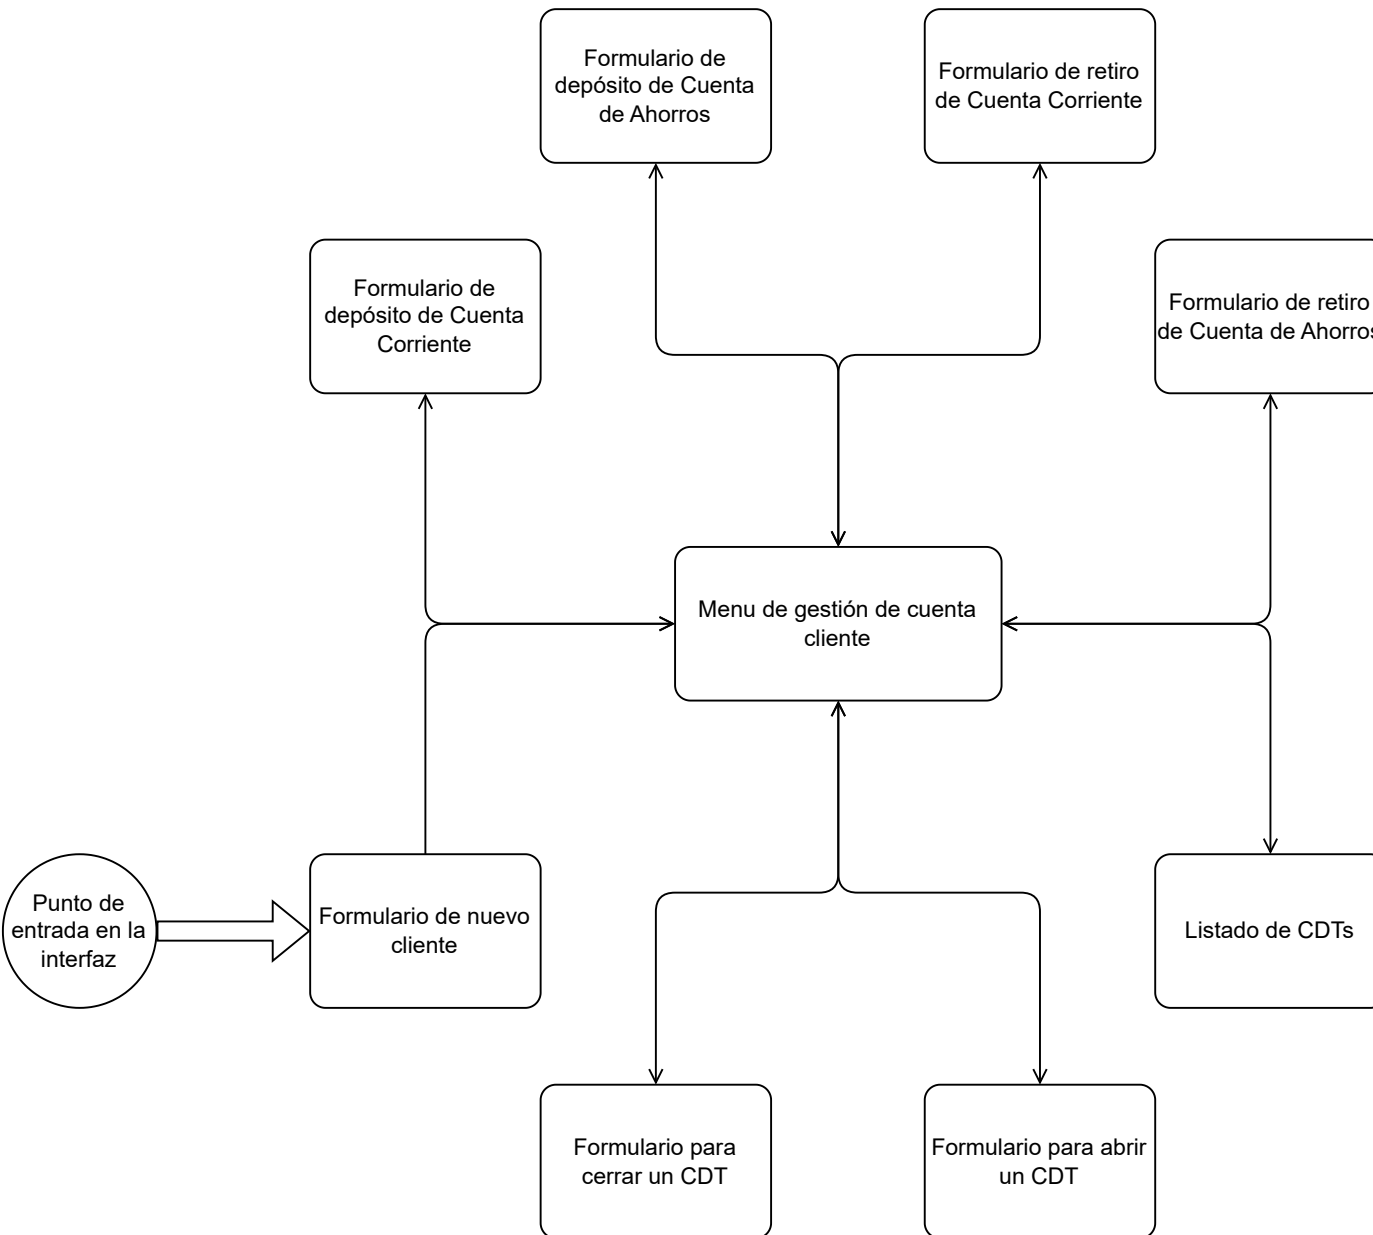 Formulario de
depósito de Cuenta
de Ahorros
Formulario de retiro
de Cuenta Corriente
Formulario de
depósito de Cuenta
Corriente
Formulario de retiro
de Cuenta de Ahorros
Menu de gestión de cuenta
cliente
Punto de
entrada en la
interfaz
Formulario de nuevo
cliente
Listado de CDTs
Formulario para
cerrar un CDT
Formulario para abrir
un CDT